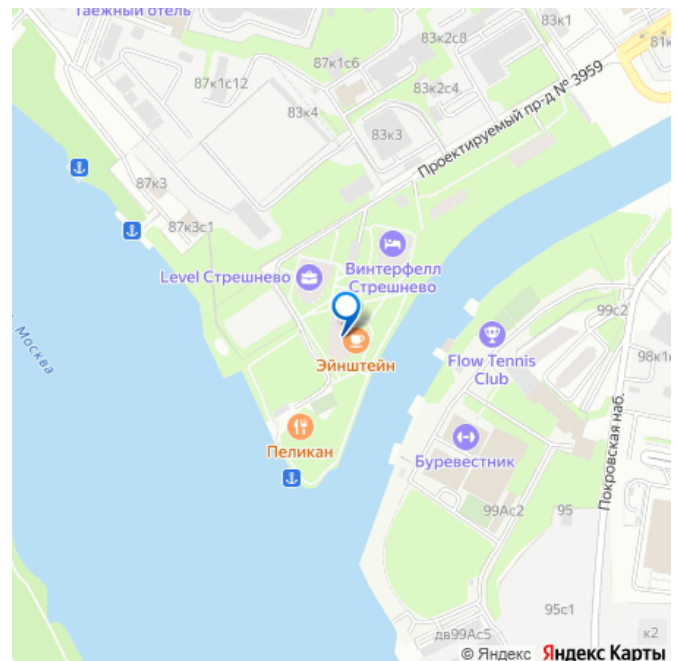 Таёжный отель
83к1
83к2с8
81к
87к1с6
87к1с12
83к2с4
83к4
Проектируемый пр-д № 3959
83к3
87к3
87к3с1
Винтерфелл
Стрешнево
Level Стрешнево
99с2
Москва
Эйнштейн
Flow Tennis
Club
98к1
Покровская наб.
Пеликан
Буревестник
99Ас2
95
95с1
дв99Ас5
к2
© Яндекс Яндекс Карты